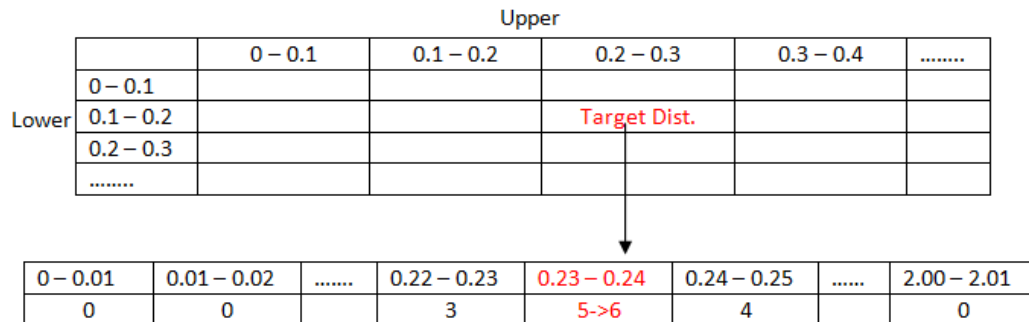 Upper
0 – 0.1 0.1 – 0.2 0.2 – 0.3 0.3 – 0.4 ........
0 – 0.1
Lower 0.1 – 0.2 Target Dist.
0.2 – 0.3
........
0 – 0.01 0.01 – 0.02 ....... 0.22 – 0.23 0.23 – 0.24 0.24 – 0.25 ...... 2.00 – 2.01
0 0 3 5->6 4 0